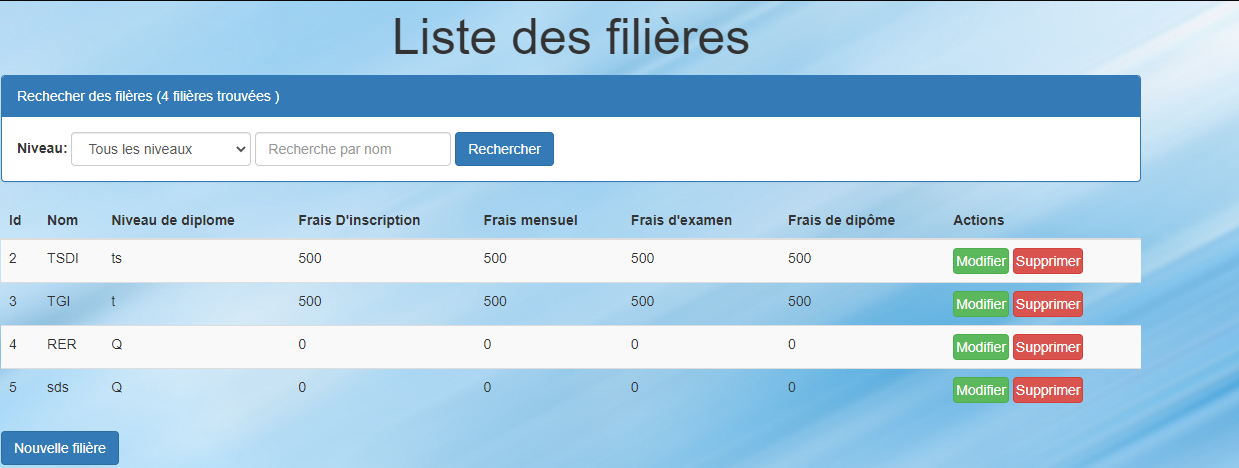 Liste des filières
Rechecher des filères (4 filières trouvées )
Niveau: Tous les niveaux Recherche par nom Rechercher
Id Nom Niveau de diplome Frais D'inscription Frais mensuel Frais d'examen Frais de dipôme Actions
2 TSDI ts 500 500 500 500 Modifier Supprimer
3 TGI t 500 500 500 500 Modifier Supprimer
4 RER Q 0 0 0 0 Modifier Supprimer
5 sds Q 0 0 0 0 Modifier Supprimer
Nouvelle filière